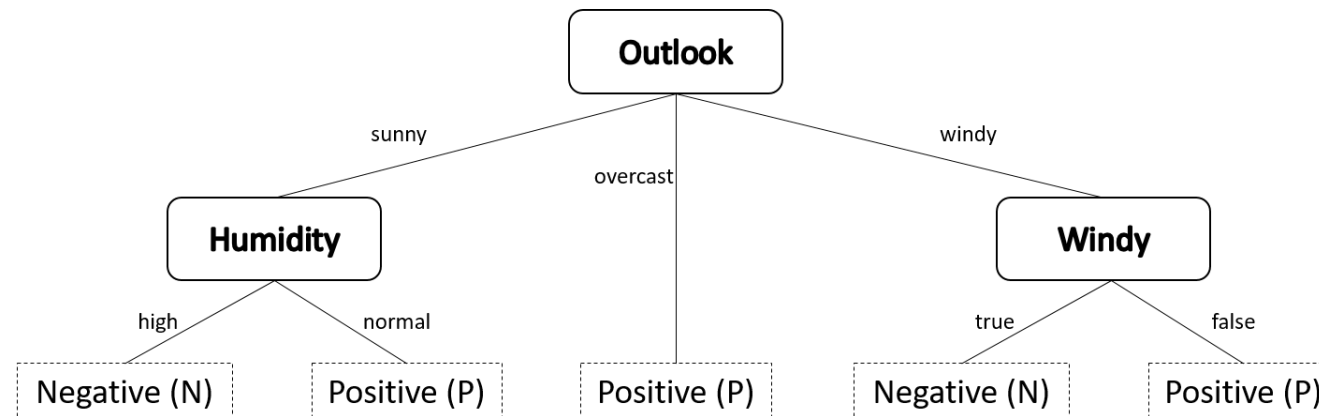 Outlook
sunny
overcast
windy
Humidity
Windy
high
normal
true
false
Negative (N)
Positive (P)
Positive (P)
Negative (N)
Positive (P)